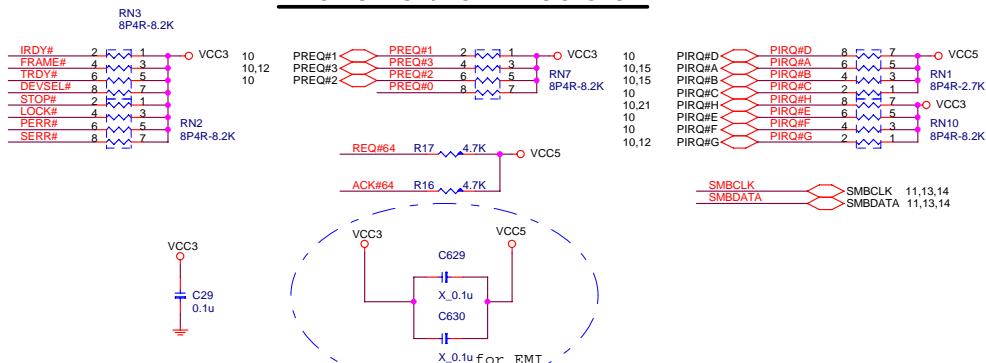 RN3
8P4R-8.2K
IRDY# 2 1 VCC3
FRAME# 4 3
TRDY# 6 5
DEVSEL# 8 7
STOP# 2 1
LOCK# 4 3
PERR# 6 5
SERR# 8 7
RN2
8P4R-8.2K
10 PREQ#1 PREQ#1 2 1 VCC3
10,12 PREQ#3 PREQ#3 4 3
10 PREQ#2 PREQ#2 6 5
PREQ#0 8 7
RN7
8P4R-8.2K
10 PIRQ#D PIRQ#D 8 7 VCC5
10,15 PIRQ#A PIRQ#A 6 5
10,15 PIRQ#B PIRQ#B 4 3
10 PIRQ#C PIRQ#C 2 1
RN1
8P4R-2.7K
10,21 PIRQ#H PIRQ#H 8 7 VCC3
10 PIRQ#E PIRQ#E 6 5
10 PIRQ#F PIRQ#F 4 3
10,12 PIRQ#G PIRQ#G 2 1
RN10
8P4R-8.2K
REQ#64 R17 4.7K VCC5
ACK#64 R16 4.7K
SMBCLK SMBCLK 11,13,14
SMBDATA SMBDATA 11,13,14
VCC3
C29
0.1u
VCC3 VCC5
C629
X_0.1u
C630
X_0.1u for EMI